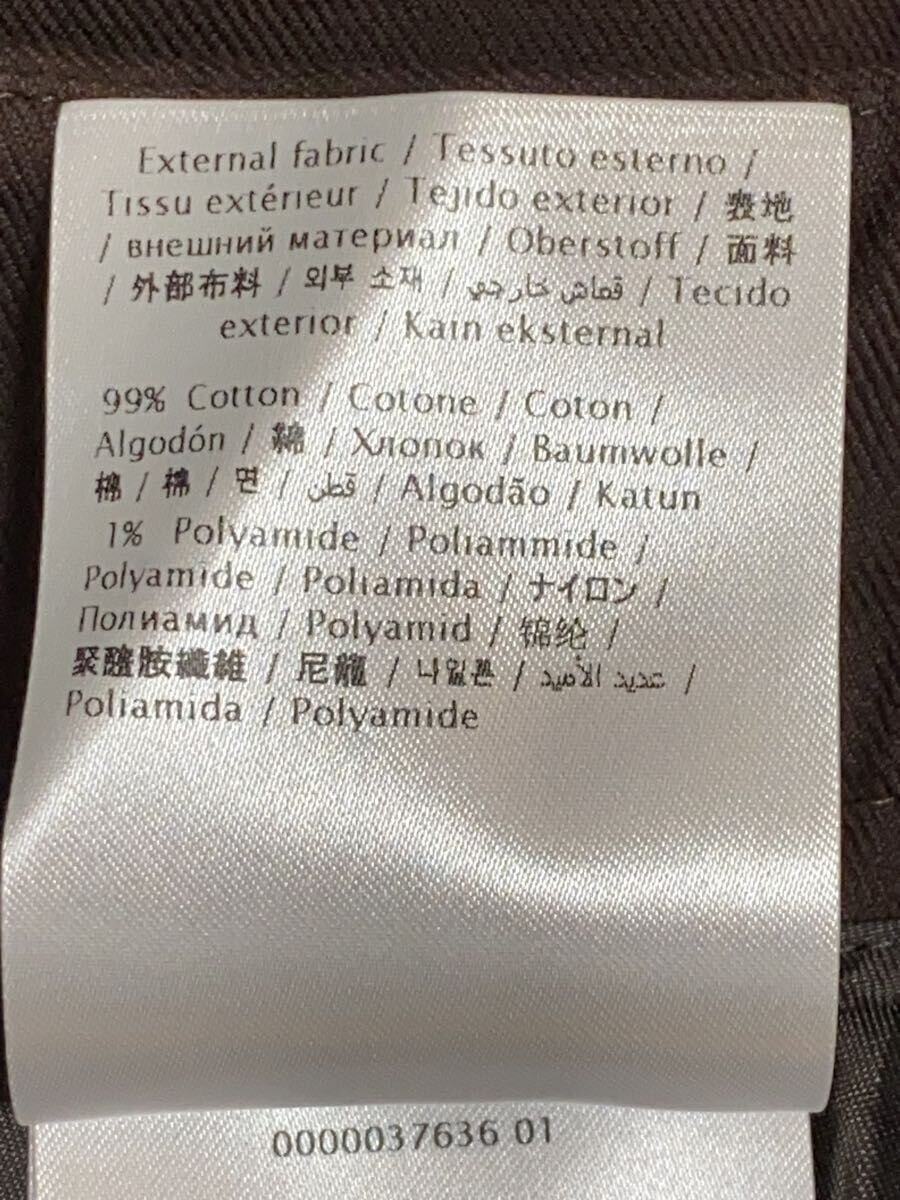 External fabric / Tessuto esterno /
Tissu extérieur / Tejido exterior / 表地
/ внешний материал / Oberstoff / 面料
/ 外部布料 / 외부 소재 / قماش خارجي / Tecido
exterior / Kain eksternal
99% Cotton / Cotone / Coton /
Algodón / 綿 / Хлопок / Baumwolle /
棉 / 棉 / 면 / قطن / Algodão / Katun
1% Polyamide / Poliammide /
Polyamide / Poliamida / ナイロン /
Полиамид / Polyamid / 锦纶 /
聚醯胺纖維 / 尼龍 / 나일론 / عديد الأميد /
Poliamida / Polyamide
0000037636 01